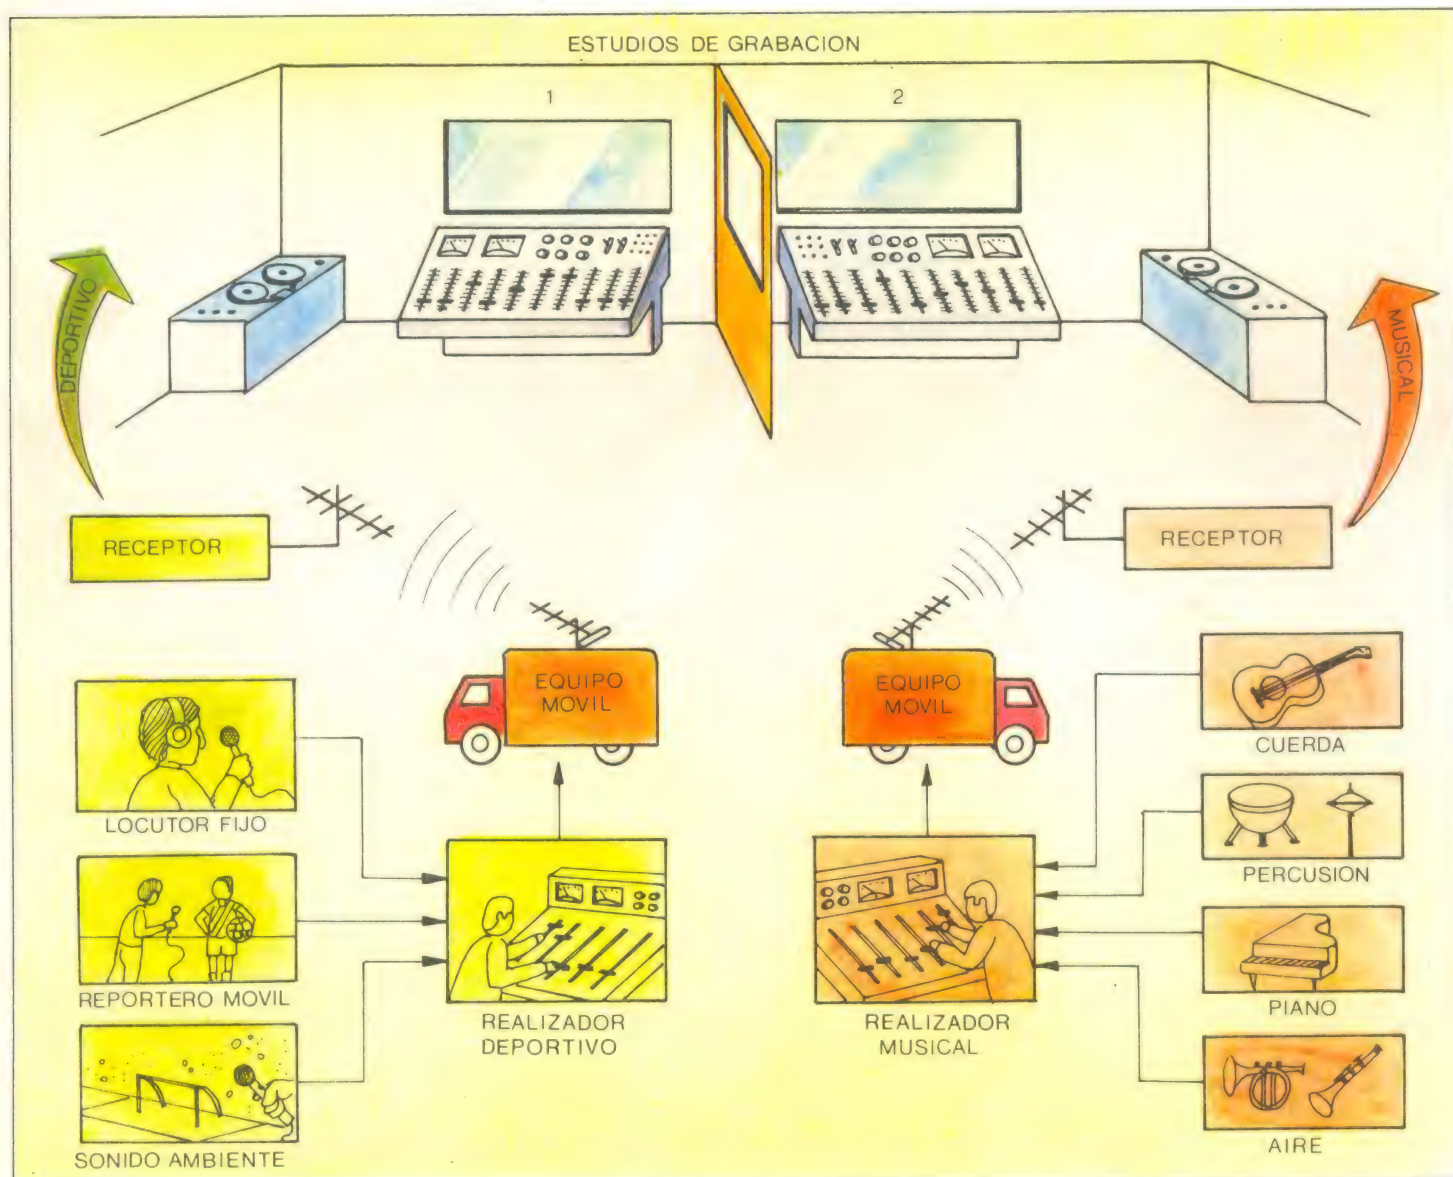 ESTUDIOS DE GRABACION
1
2
DEPORTIVO
MUSICAL
RECEPTOR
RECEPTOR
EQUIPO
MOVIL
EQUIPO
MOVIL
LOCUTOR FIJO
REPORTERO MOVIL
SONIDO AMBIENTE
REALIZADOR
DEPORTIVO
REALIZADOR
MUSICAL
CUERDA
PERCUSION
PIANO
AIRE